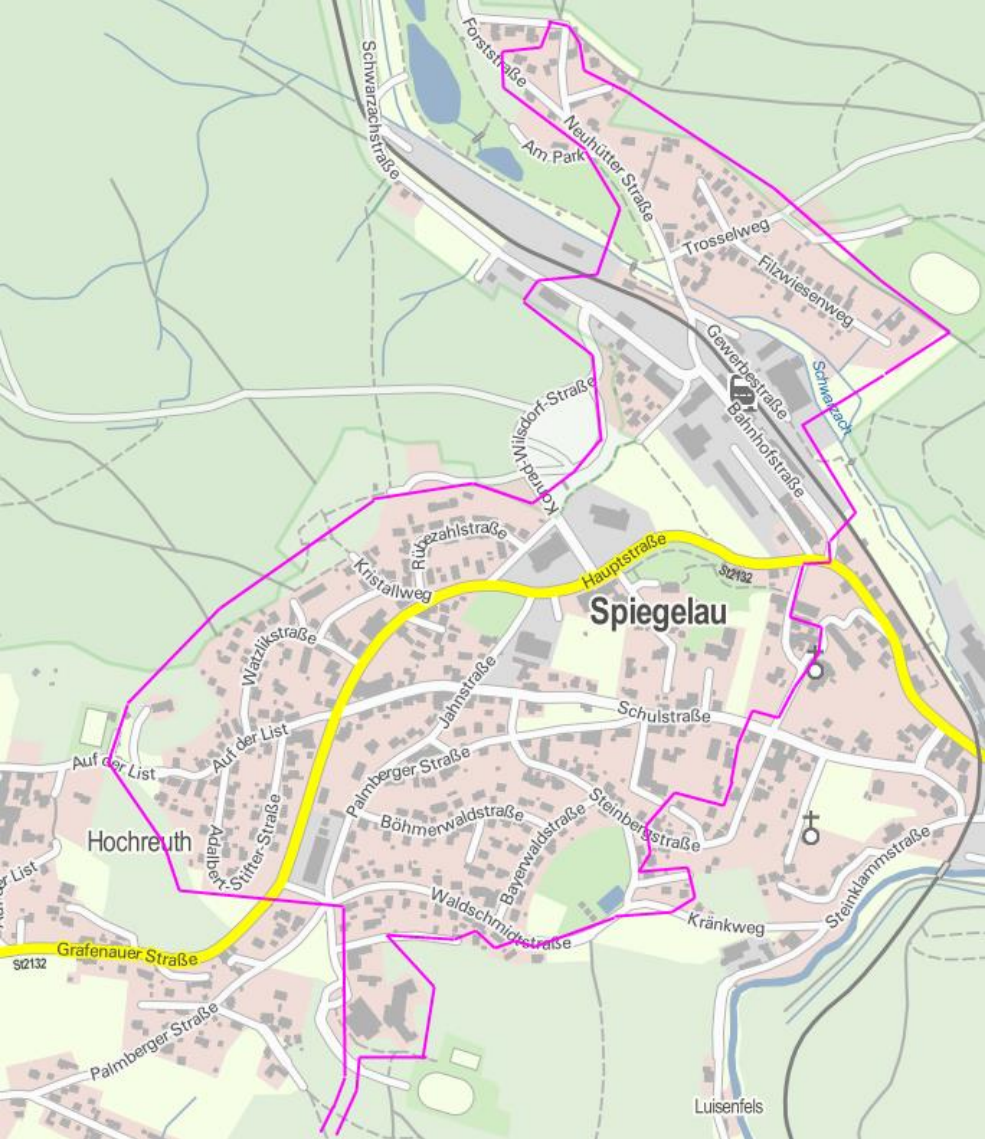 Forststraße
Schwarzachstraße
Neuhütter Straße
Am Park
Trosselweg
Filzwiesenweg
Gewerbestraße
Schwarzach
Bahnhofstraße
Konrad-Wilsdorf-Straße
Rübezahlstraße
Hauptstraße
St2132
Kristallweg
Spiegelau
Watzlikstraße
Jahnstraße
Schulstraße
Auf der List
Auf der List
Palmberger Straße
Steinbergstraße
Böhmerwaldstraße
Bayerwaldstraße
Hochreuth
Adalbert-Stifter-Straße
Steinklammstraße
der List
Waldschmidtstraße
Kränkweg
Grafenauer Straße
St2132
Palmberger Straße
Luisenfels